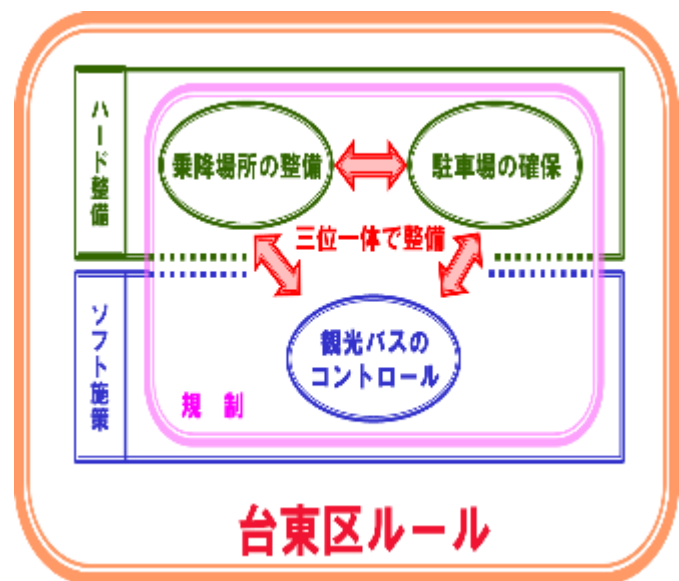 ハード整備
乗降場所の整備
駐車場の確保
三位一体で整備
ソフト施策
観光バスの
コントロール
規 制
台東区ルール